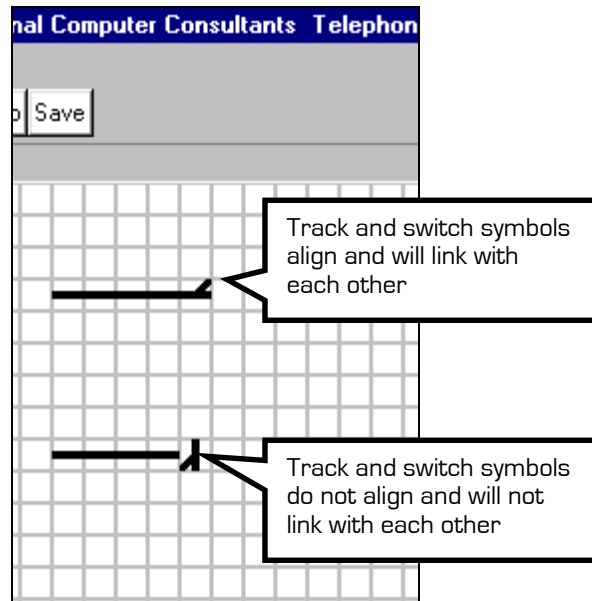 nal Computer Consultants Telephon
Save
Track and switch symbols
align and will link with
each other
Track and switch symbols
do not align and will not
link with each other